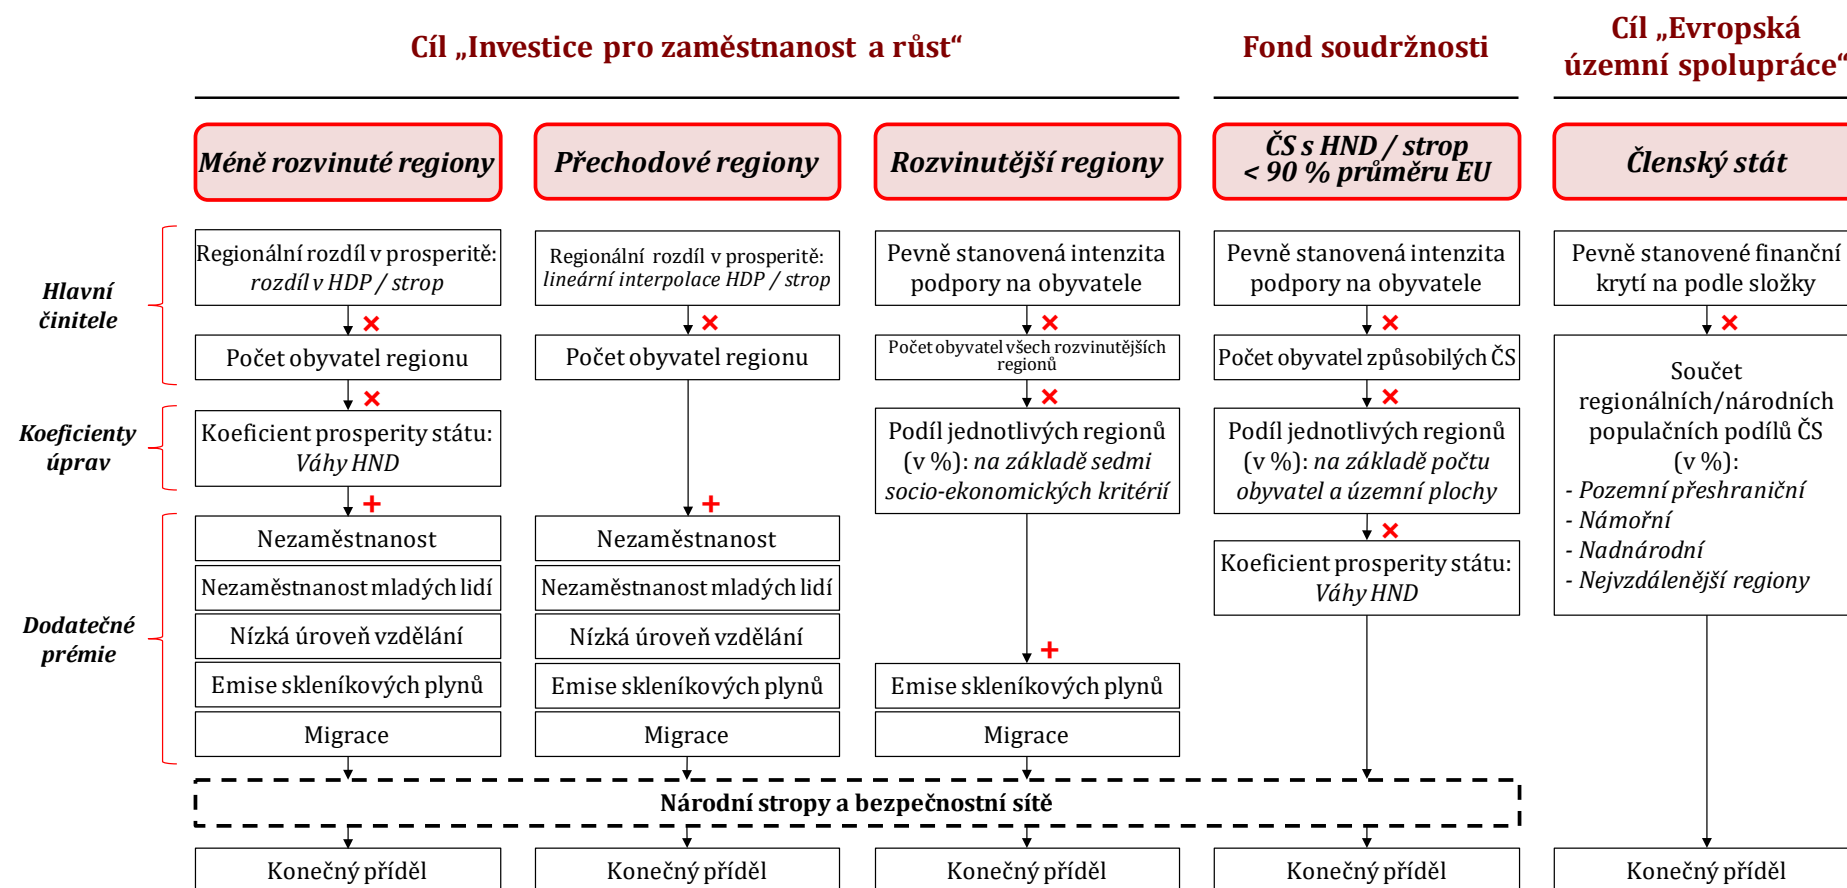 Cíl „Investice pro zaměstnanost a růst“
Fond soudržnosti
Cíl „Evropská
územní spolupráce“
Méně rozvinuté regiony
Přechodové regiony
Rozvinutější regiony
ČS s HND / strop
< 90 % průměru EU
Členský stát
Hlavní
činitele
Regionální rozdíl v prosperitě:
rozdíl v HDP / strop
×
Počet obyvatel regionu
×
Regionální rozdíl v prosperitě:
lineární interpolace HDP / strop
×
Počet obyvatel regionu
Pevně stanovená intenzita
podpory na obyvatele
×
Počet obyvatel všech rozvinutějších
regionů
×
Pevně stanovená intenzita
podpory na obyvatele
×
Počet obyvatel způsobilých ČS
×
Pevně stanovené finanční
krytí na podle složky
×
Součet
regionálních/národních
populačních podílů ČS
(v %):
- Pozemní přeshraniční
- Námořní
- Nadnárodní
- Nejvzdálenější regiony
Koeficienty
úprav
Koeficient prosperity státu:
Váhy HND
+
+
Podíl jednotlivých regionů
(v %): na základě sedmi
socio-ekonomických kritérií
Podíl jednotlivých regionů
(v %): na základě počtu
obyvatel a územní plochy
×
Koeficient prosperity státu:
Váhy HND
Dodatečné
prémie
Nezaměstnanost
Nezaměstnanost mladých lidí
Nízká úroveň vzdělání
Emise skleníkových plynů
Migrace
Nezaměstnanost
Nezaměstnanost mladých lidí
Nízká úroveň vzdělání
Emise skleníkových plynů
Migrace
+
Emise skleníkových plynů
Migrace
Národní stropy a bezpečnostní sítě
Konečný příděl
Konečný příděl
Konečný příděl
Konečný příděl
Konečný příděl